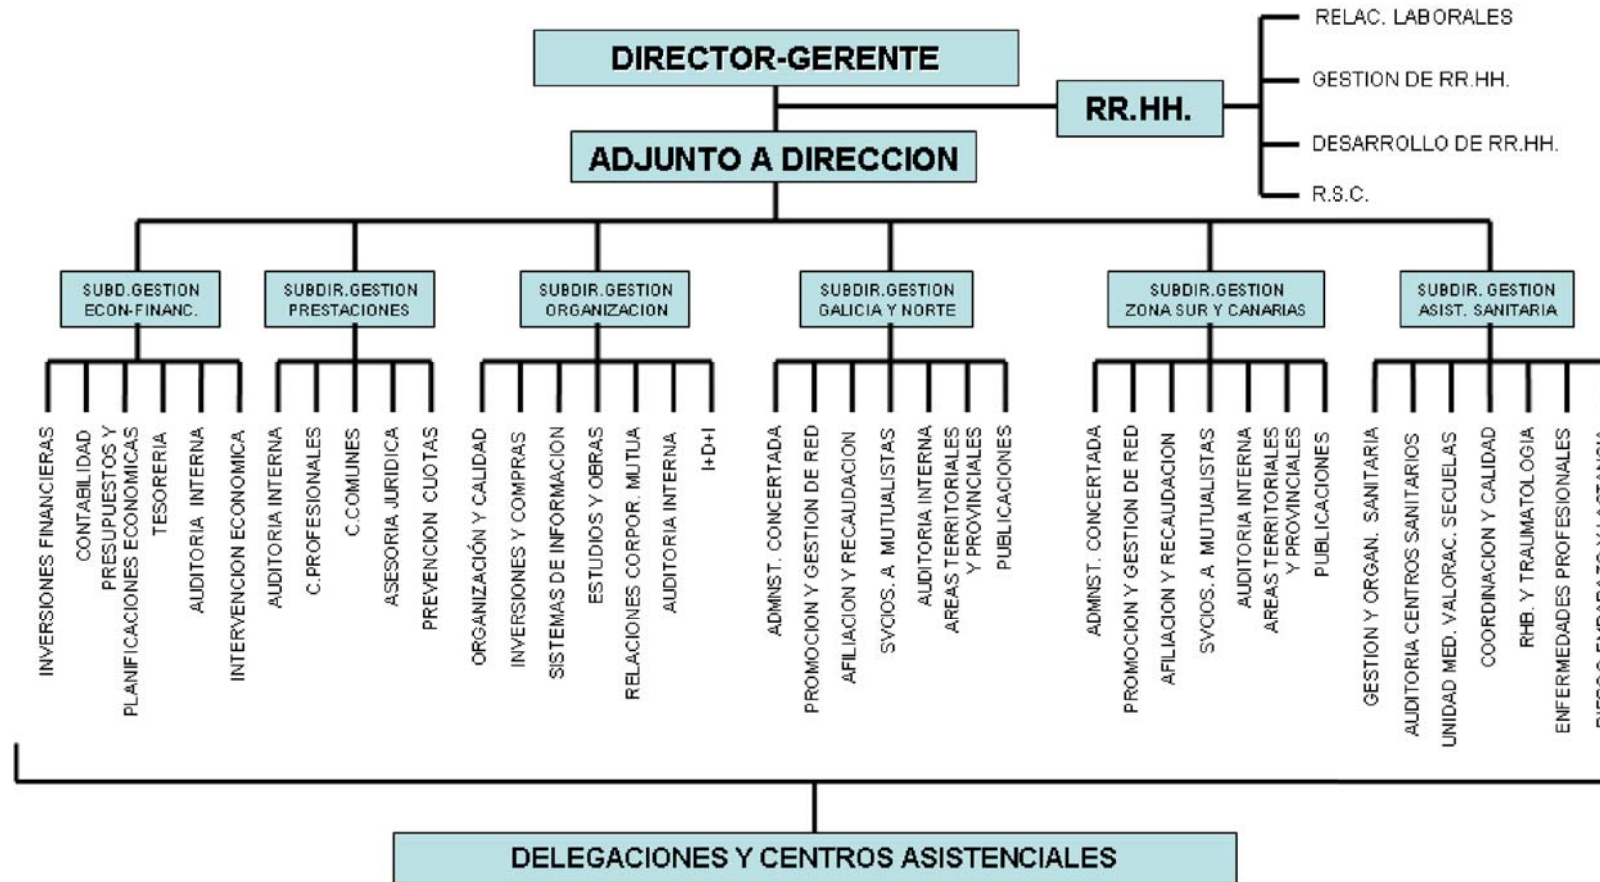 RELAC. LABORALES
DIRECTOR-GERENTE
GESTION DE RR.HH.
RR.HH.
DESARROLLO DE RR.HH.
ADJUNTO A DIRECCION
R.S.C.
SUBD.GESTION
ECON-FINANC.
SUBDIR.GESTION
PRESTACIONES
SUBDIR.GESTION
ORGANIZACION
SUBDIR.GESTION
GALICIA Y NORTE
SUBDIR. GESTION
ZONA SUR Y CANARIAS
SUBDIR.GESTION
ASIST. SANITARIA
INVERSIONES FINANCIERAS
CONTABILIDAD
PRESUPUESTOS Y
PLANIFICACIONES ECONOMICAS
TESORERIA
AUDITORIA INTERNA
INTERVENCION ECONOMICA
AUDITORIA INTERNA
C.PROFESIONALES
C.COMUNES
ASESORIA JURIDICA
PREVENCION CUOTAS
ORGANIZACIÓN Y CALIDAD
INVERSIONES Y COMPRAS
SISTEMAS DE INFORMACION
ESTUDIOS Y OBRAS
RELACIONES CORPOR. MUTUA
AUDITORIA INTERNA
I+D+I
ADMNST. CONCERTADA
PROMOCION Y GESTION DE RED
AFILIACION Y RECAUDACION
SVCIOS. A MUTUALISTAS
AUDITORIA INTERNA
AREAS TERRITORIALES
Y PROVINCIALES
PUBLICACIONES
ADMNST. CONCERTADA
PROMOCION Y GESTION DE RED
AFILIACION Y RECAUDACION
SVCIOS. A MUTUALISTAS
AUDITORIA INTERNA
AREAS TERRITORIALES
Y PROVINCIALES
PUBLICACIONES
GESTION Y ORGAN. SANITARIA
AUDITORIA CENTROS SANITARIOS
UNIDAD MED. VALORAC. SECUELAS
COORDINACION Y CALIDAD
RHB. Y TRAUMATOLOGIA
ENFERMEDADES PROFESIONALES
DELEGACIONES Y CENTROS ASISTENCIALES